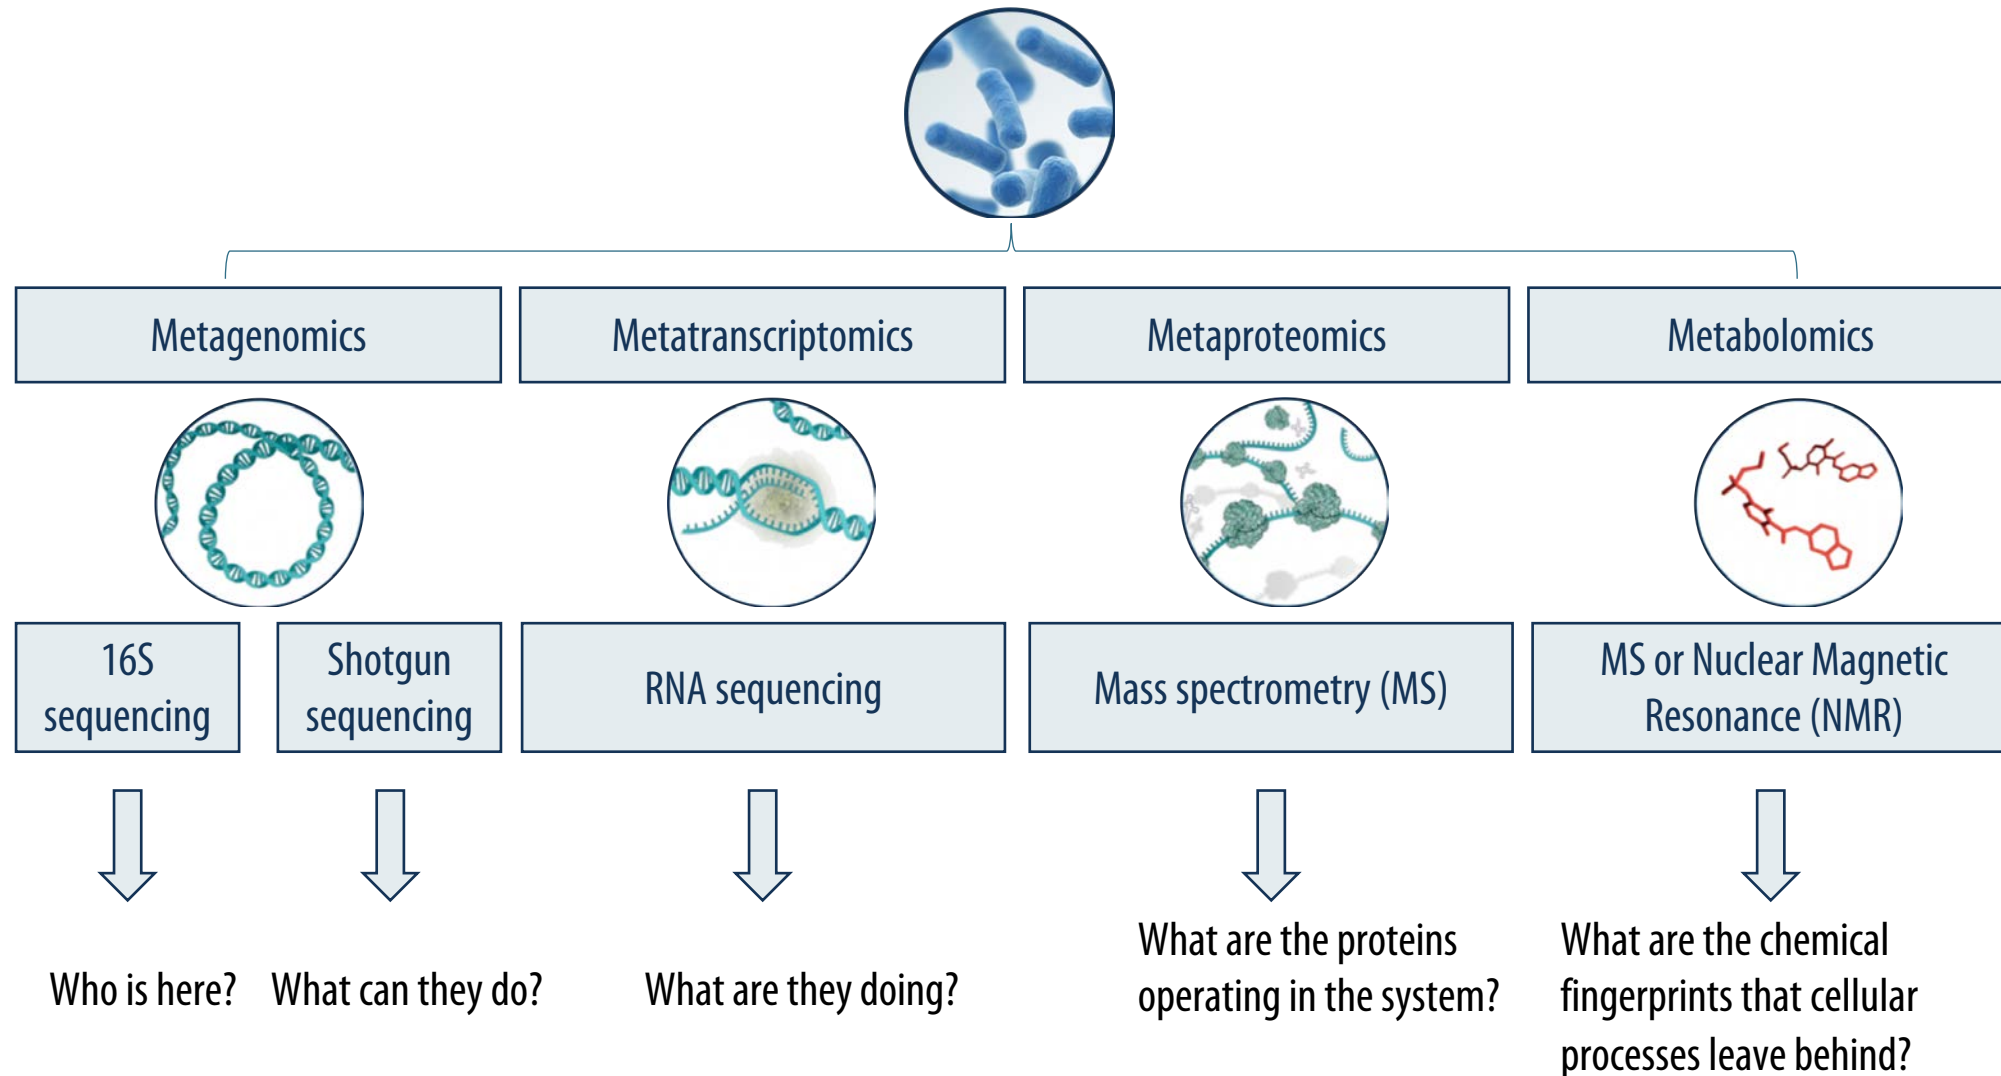 Metagenomics
Metatranscriptomics
Metaproteomics
Metabolomics
16S
sequencing
Shotgun
sequencing
RNA sequencing
Mass spectrometry (MS)
MS or Nuclear Magnetic
Resonance (NMR)
Who is here?
What can they do?
What are they doing?
What are the proteins
operating in the system?
What are the chemical
fingerprints that cellular
processes leave behind?